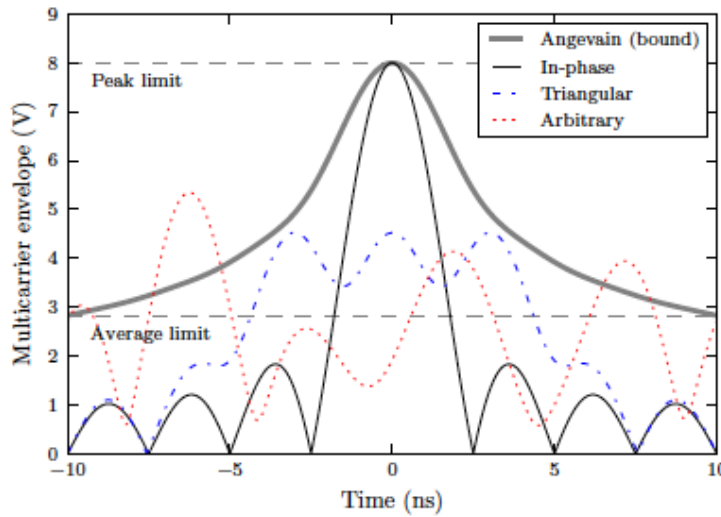 9
8
7
6
5
4
3
2
1
0
Multicarrier envelope (V)
Peak limit
Average limit
Angevain (bound)
In-phase
Triangular
Arbitrary
−10
−5
0
5
10
Time (ns)